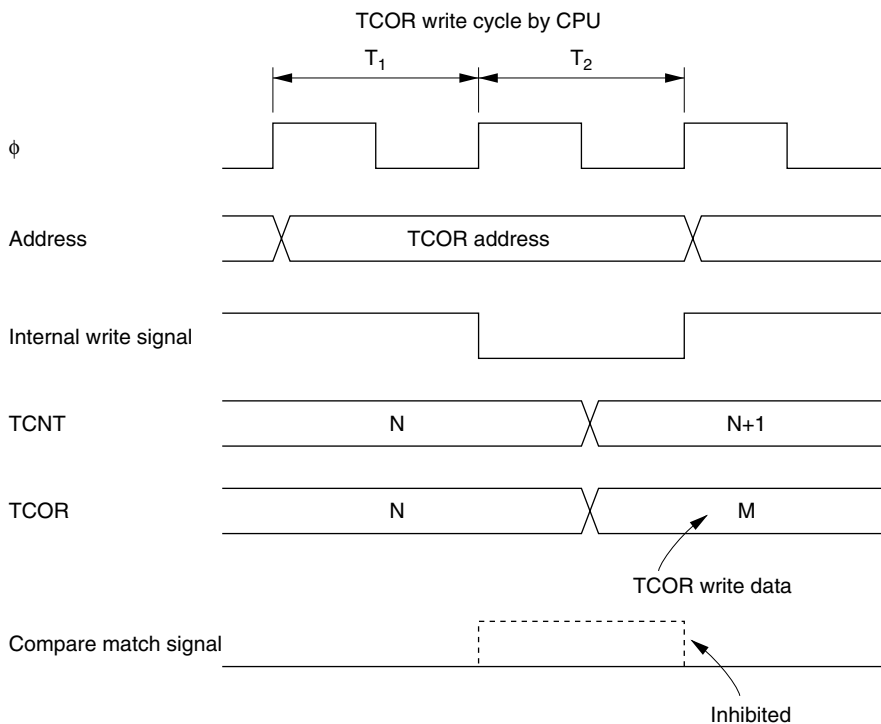 TCOR write cycle by CPU
T1 T2
ϕ
Address TCOR address
Internal write signal
TCNT N N+1
TCOR N M
TCOR write data
Compare match signal
Inhibited